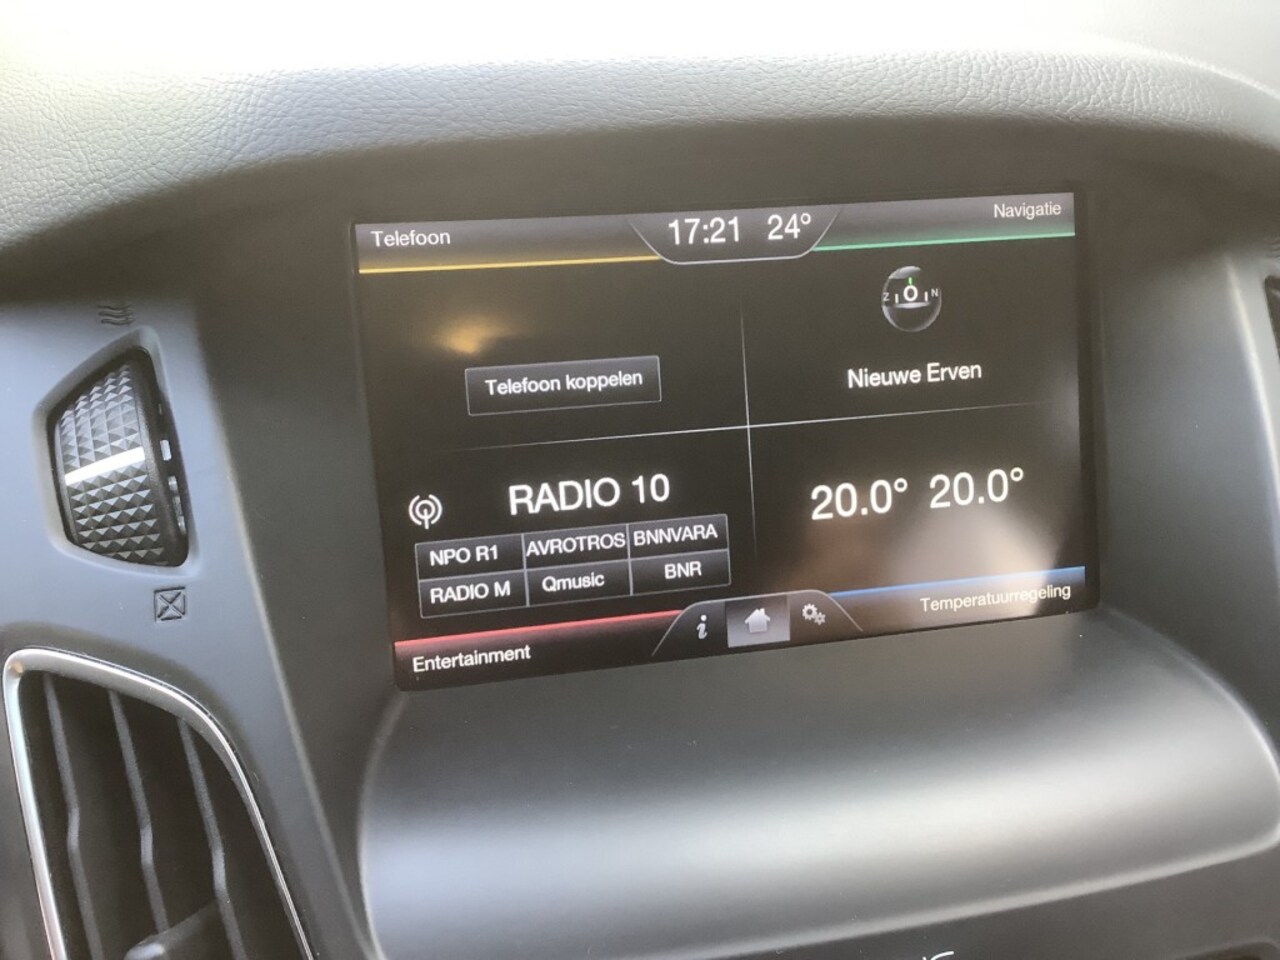 Telefoon
17:21 24°
Navigatie
Z O N
Telefoon koppelen
Nieuwe Erven
RADIO 10
20.0° 20.0°
NPO R1 AVROTROS BNNVARA
RADIO M Qmusic BNR
Entertainment
i
Temperatuurregeling